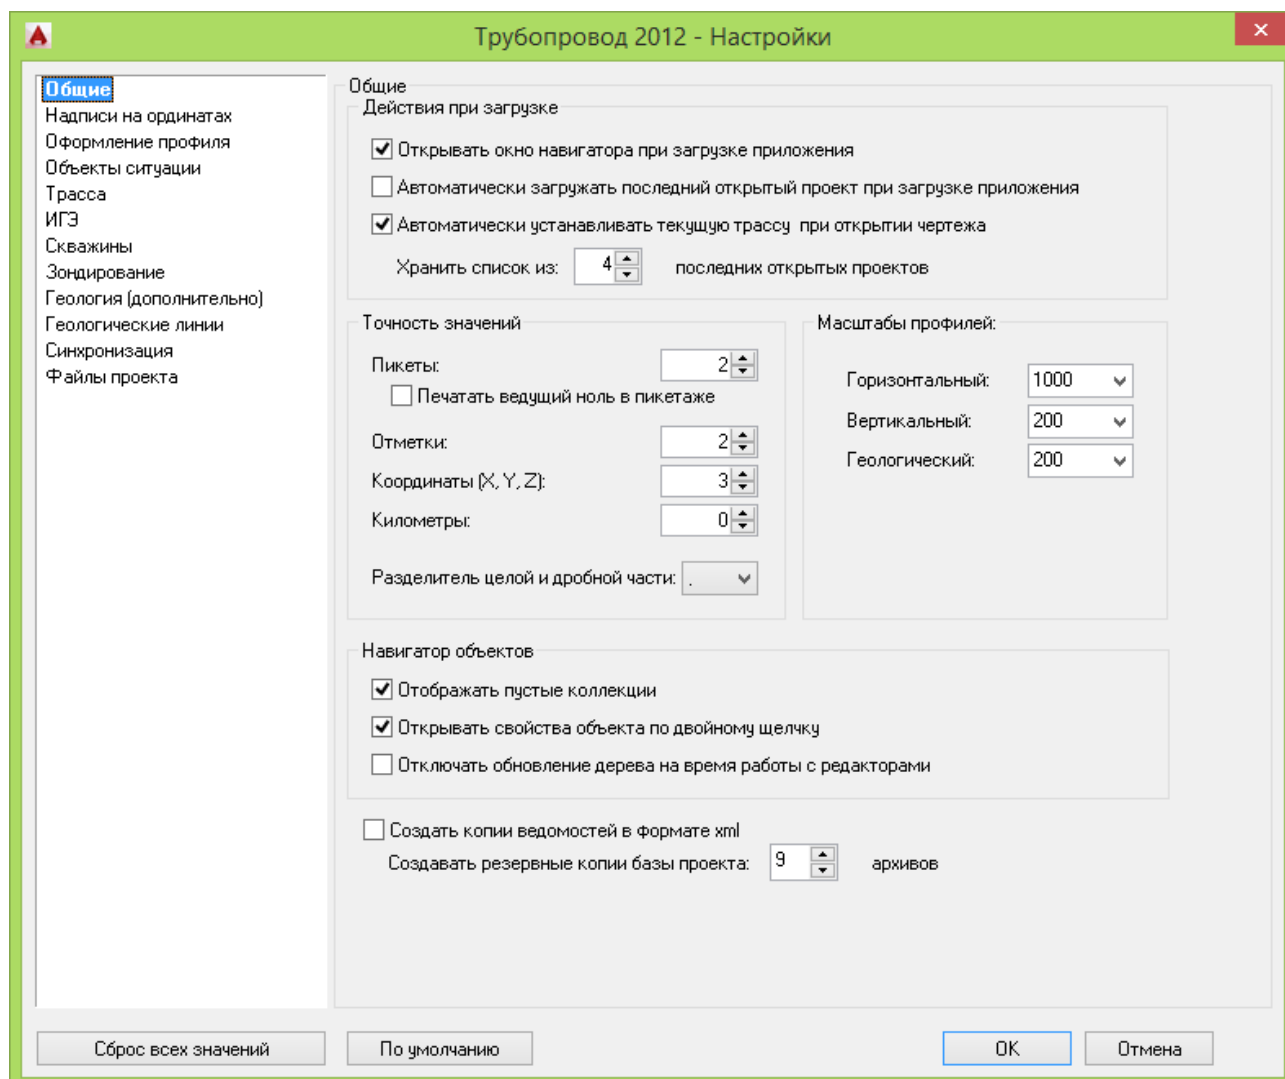 Трубопровод 2012 - Настройки
Общие
Надписи на ординатах
Оформление профиля
Объекты ситуации
Трасса
ИГЭ
Скважины
Зондирование
Геология (дополнительно)
Геологические линии
Синхронизация
Файлы проекта
Общие
Действия при загрузке
Открывать окно навигатора при загрузке приложения
Автоматически загружать последний открытый проект при загрузке приложения
Автоматически устанавливать текущую трассу при открытии чертежа
Хранить список из: 4 последних открытых проектов
Точность значений
Пикеты: 2
Печатать ведущий ноль в пикетаже
Отметки: 2
Координаты (X, Y, Z): 3
Километры: 0
Разделитель целой и дробной части: .
Масштабы профилей:
Горизонтальный: 1000
Вертикальный: 200
Геологический: 200
Навигатор объектов
Отображать пустые коллекции
Открывать свойства объекта по двойному щелчку
Отключать обновление дерева на время работы с редакторами
Создать копии ведомостей в формате xml
Создавать резервные копии базы проекта: 9 архивов
Сброс всех значений
По умолчанию
OK
Отмена